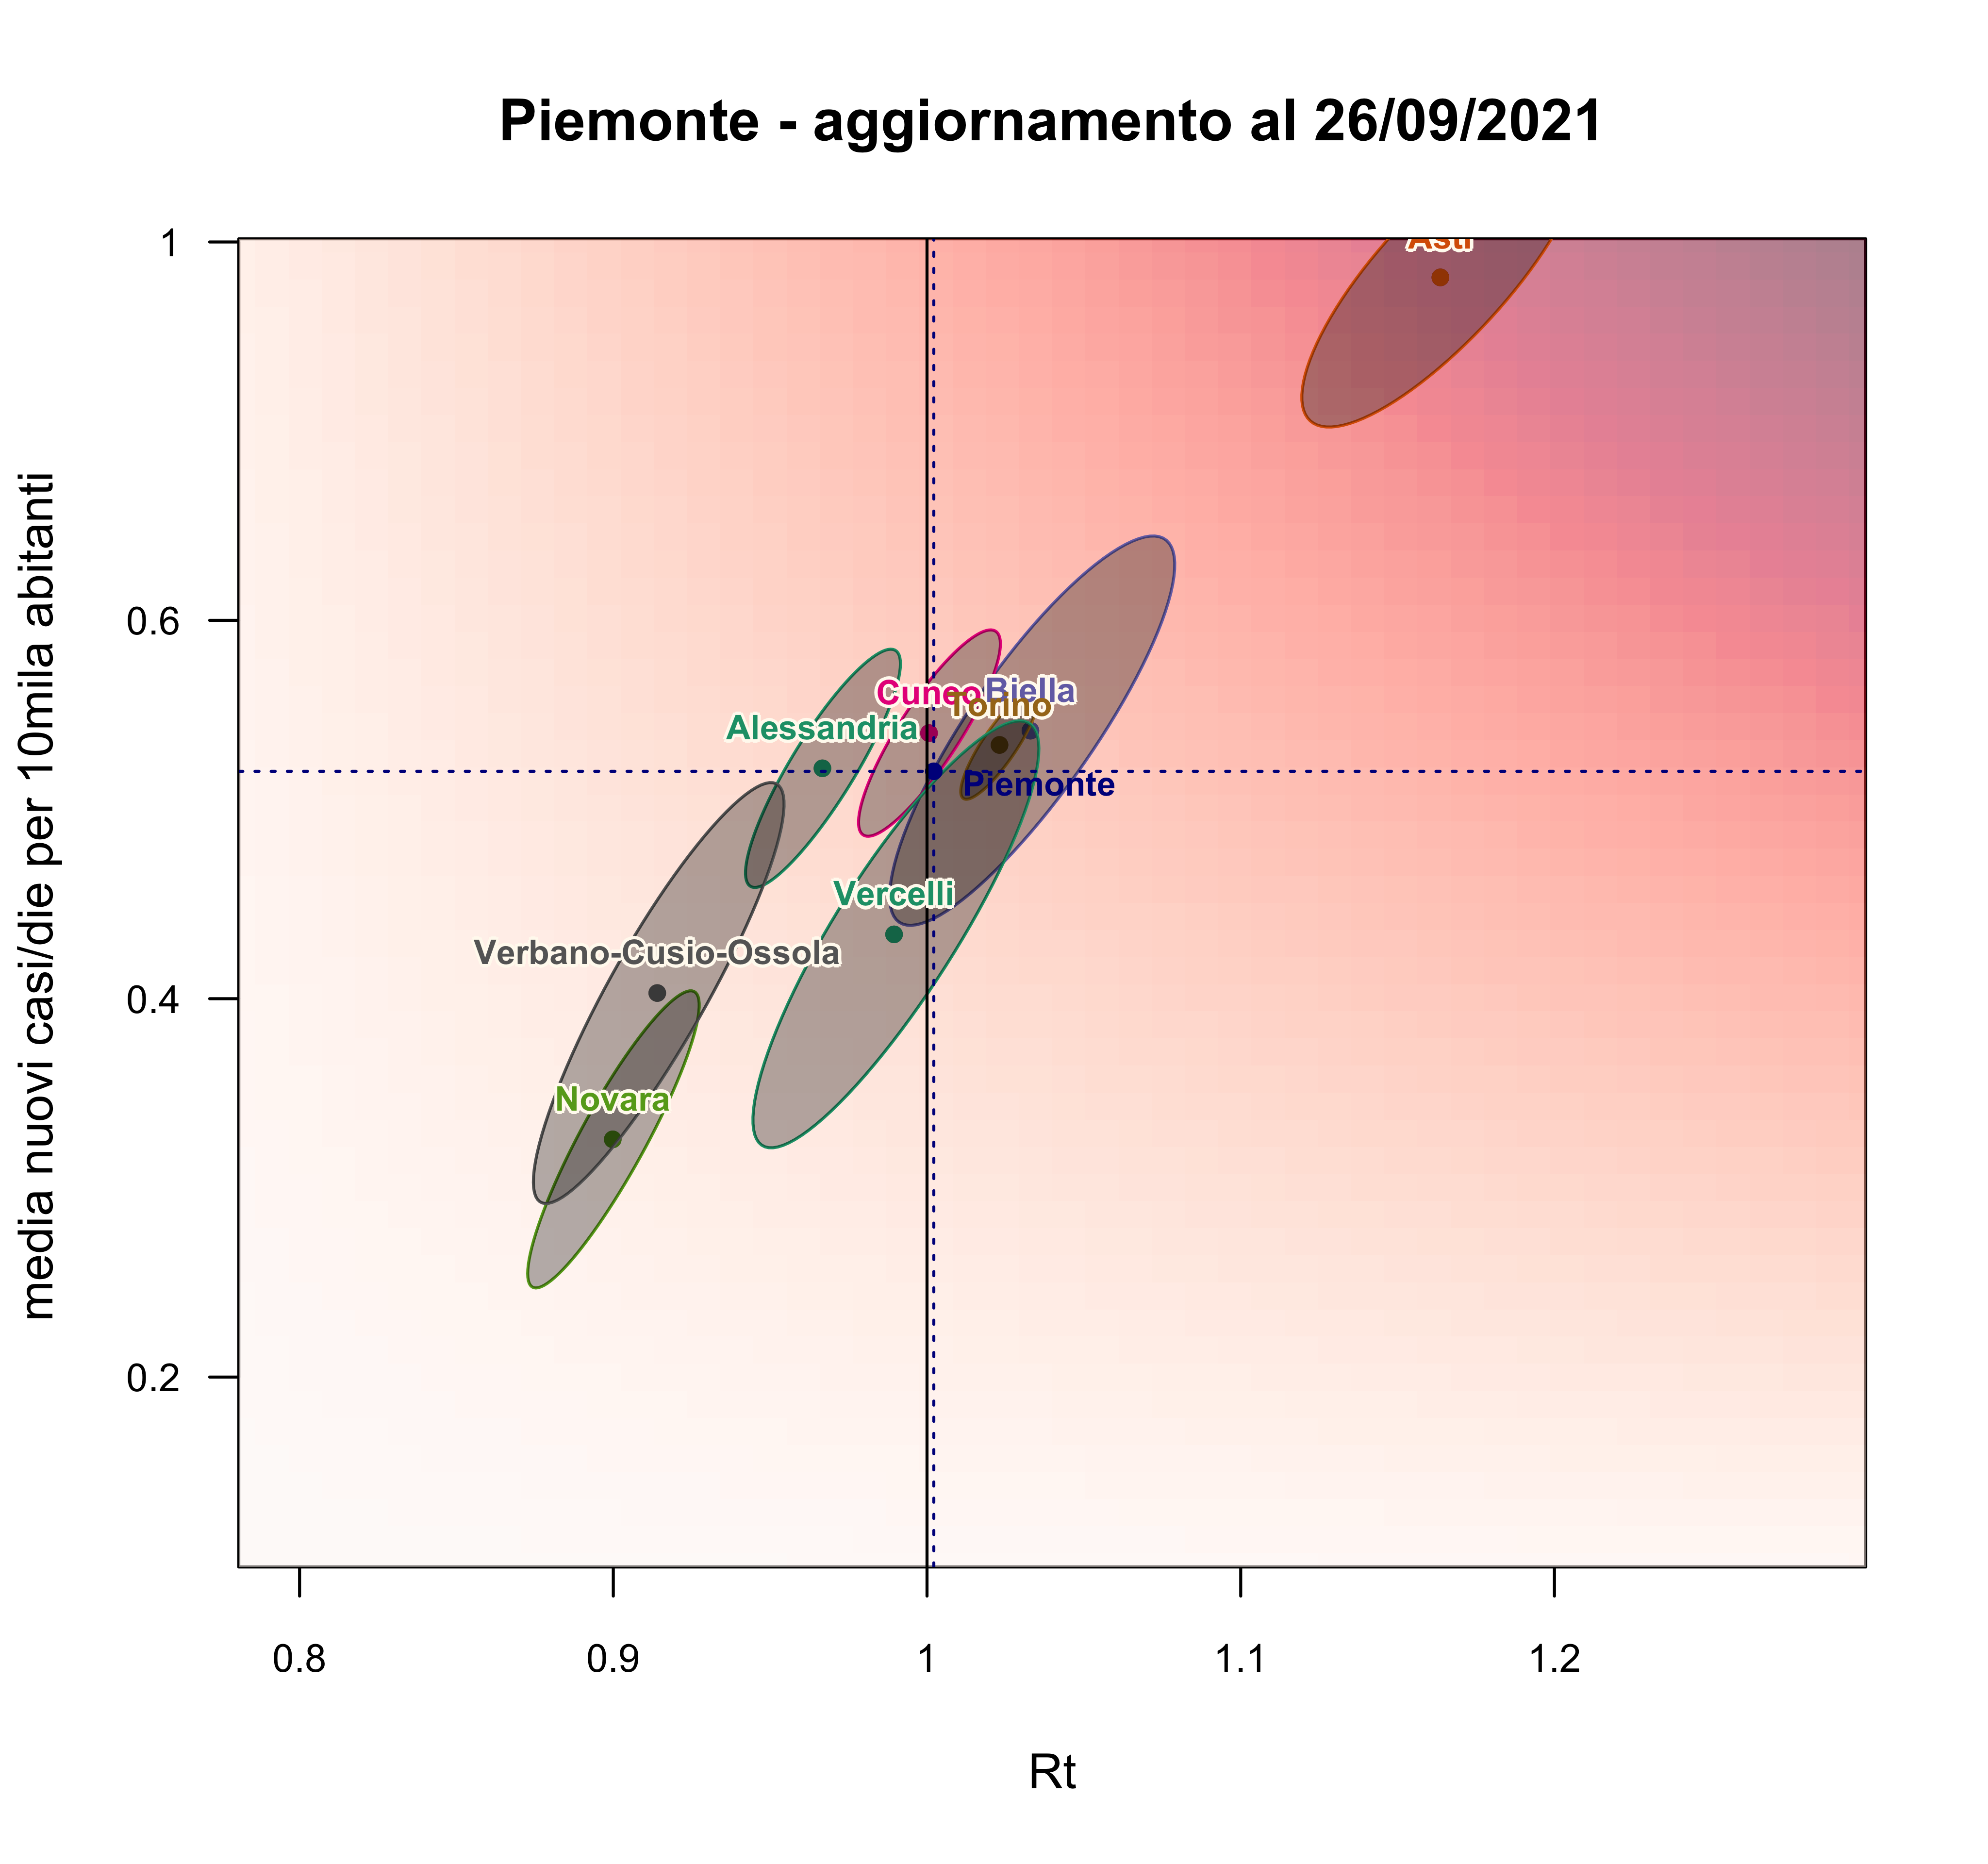 Piemonte - aggiornamento al 26/09/2021
media nuovi casi/die per 10mila abitanti
1
0.6
0.4
0.2
Asti
Cuneo
Biella
Torino
Alessandria
Piemonte
Vercelli
Verbano-Cusio-Ossola
Novara
0.8 0.9 1 1.1 1.2
Rt